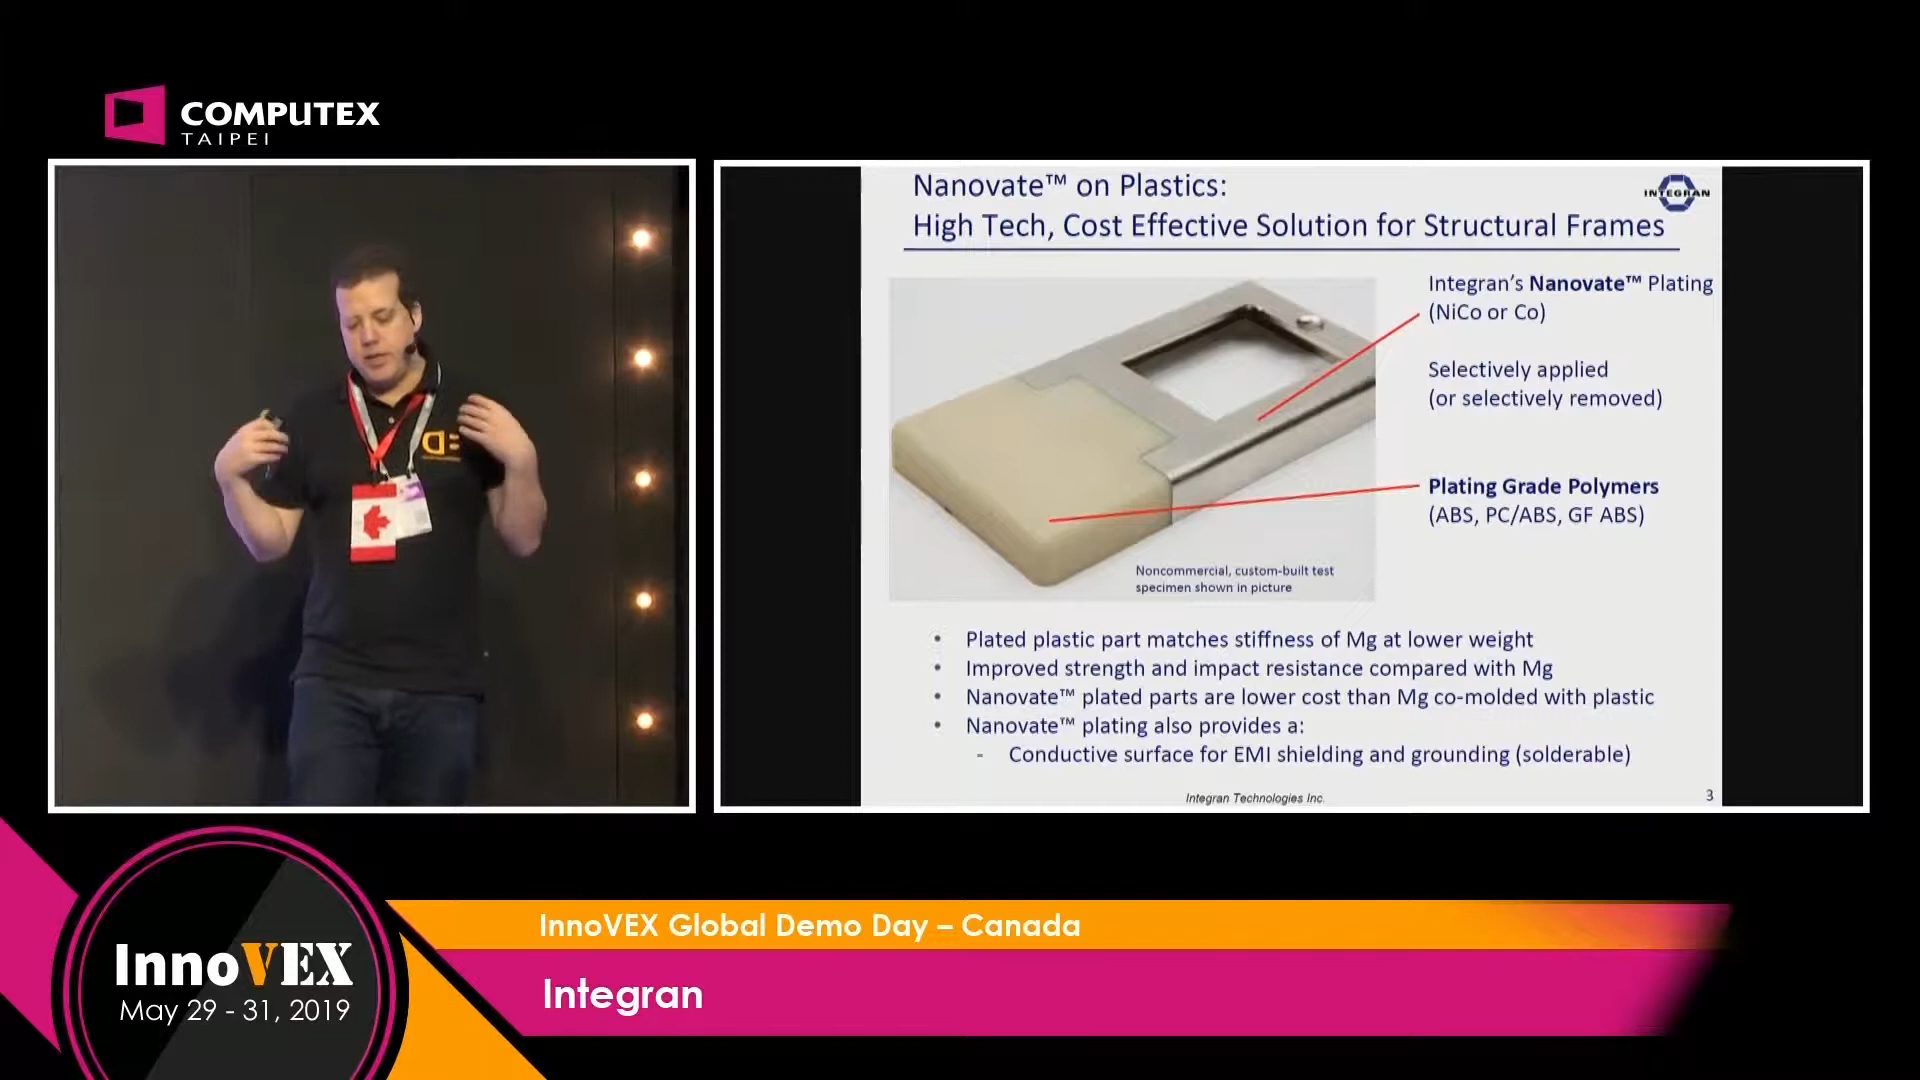 COMPUTEX
TAIPEI
Nanovate™ on Plastics:
High Tech, Cost Effective Solution for Structural Frames
INTEGRAN
Integran's Nanovate™ Plating
(NiCo or Co)
Selectively applied
(or selectively removed)
Plating Grade Polymers
(ABS, PC/ABS, GF ABS)
Noncommercial, custom-built test
specimen shown in picture
• Plated plastic part matches stiffness of Mg at lower weight
• Improved strength and impact resistance compared with Mg
• Nanovate™ plated parts are lower cost than Mg co-molded with plastic
• Nanovate™ plating also provides a:
- Conductive surface for EMI shielding and grounding (solderable)
Integran Technologies Inc.
3
InnoVEX Global Demo Day – Canada
Integran
InnoVEX
May 29 - 31, 2019